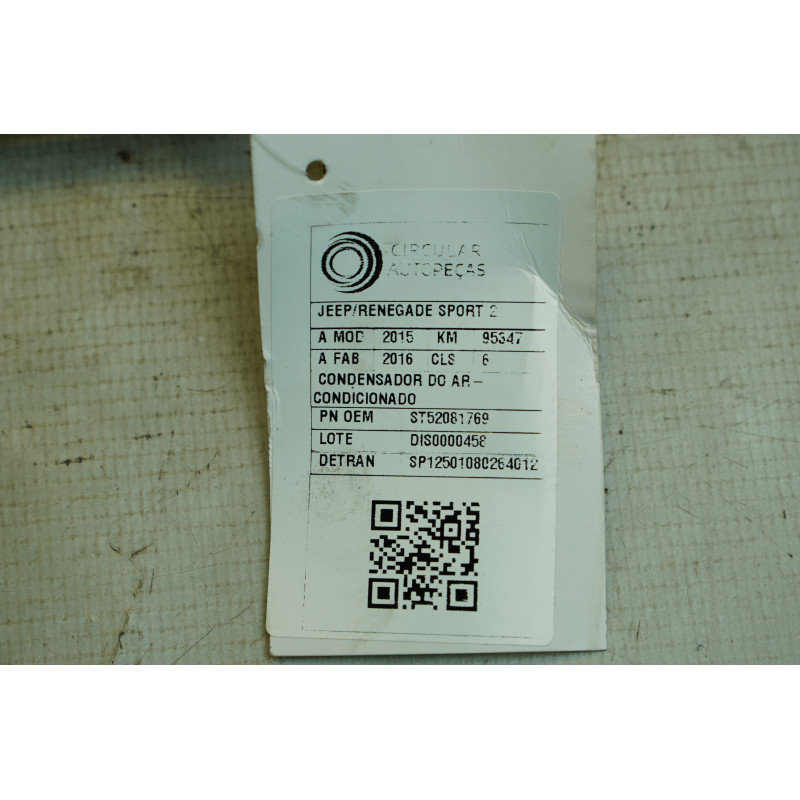 CIRCULAR
AUTOPEÇAS
JEEP/RENEGADE SPORT 2
A MOD 2015 KM 95347
A FAB 2016 CLS 6
CONDENSADOR DO AR-
CONDICIONADO
PN OEM ST52081769
LOTE DIS0000458
DETRAN SP12501080264012